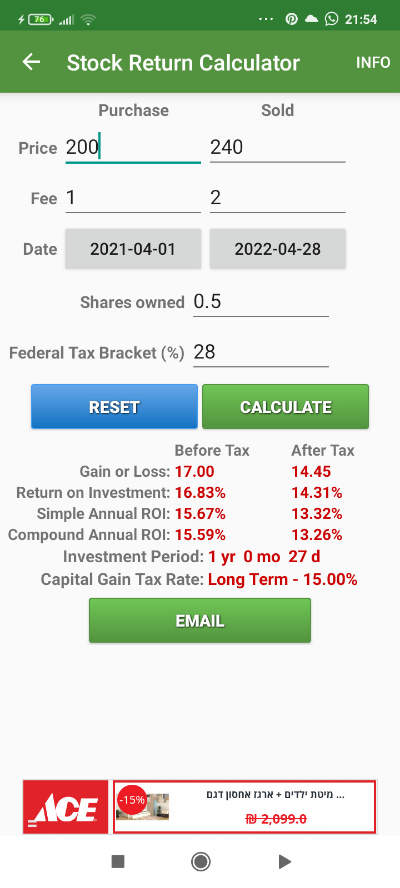 76 ... 21:54
Stock Return Calculator INFO
Purchase Sold
Price 200 240
Fee 1 2
Date 2021-04-01 2022-04-28
Shares owned 0.5
Federal Tax Bracket (%) 28
RESET CALCULATE
Before Tax After Tax
Gain or Loss: 17.00 14.45
Return on Investment: 16.83% 14.31%
Simple Annual ROI: 15.67% 13.32%
Compound Annual ROI: 15.59% 13.26%
Investment Period: 1 yr 0 mo 27 d
Capital Gain Tax Rate: Long Term - 15.00%
EMAIL
ACE
-15%
מיטת ילדים + ארגז אחסון דגם ...
₪ 2,099.0